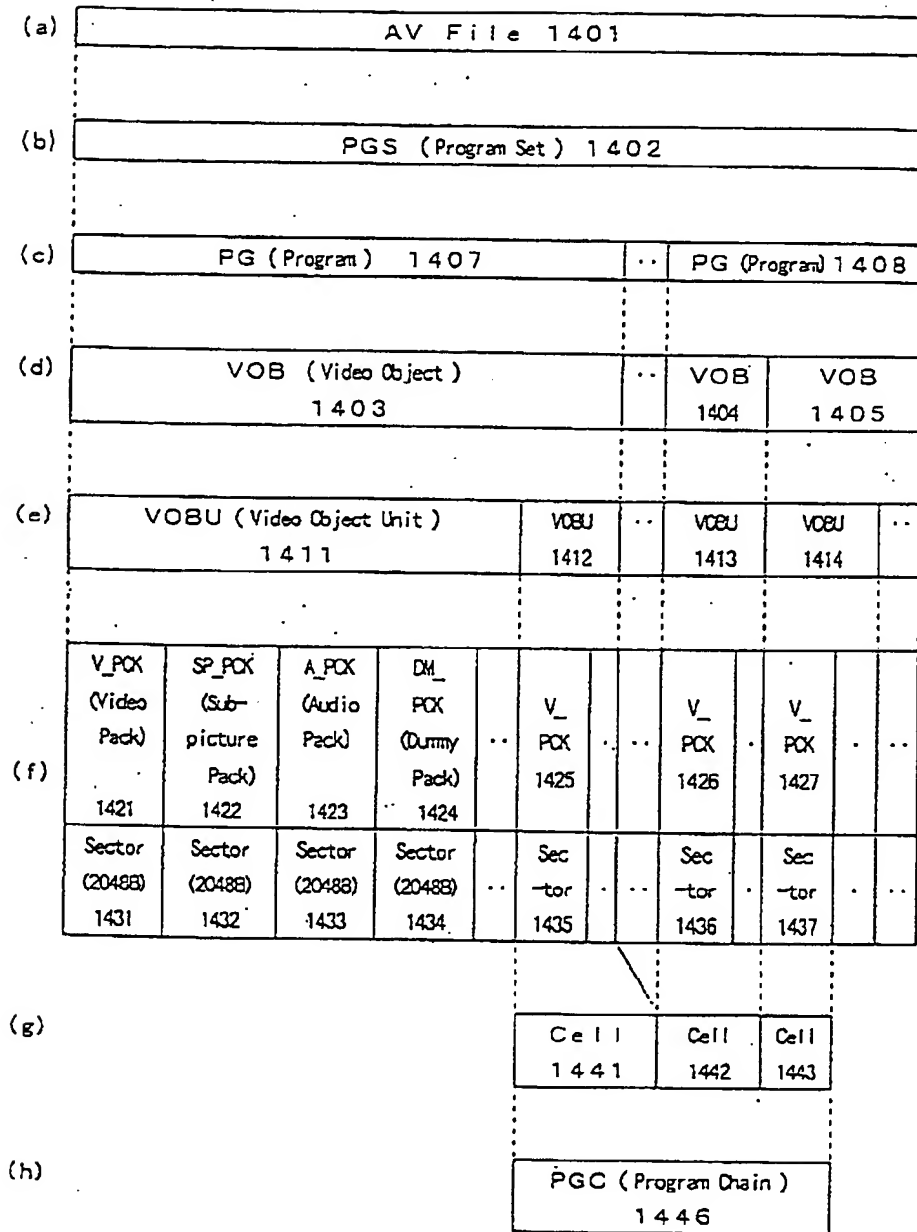 (a) AV File 1401
(b) PGS (Program Set) 1402
(c) PG (Program) 1407 ·· PG (Program) 1408
(d) VOB (Video Object) ·· VOB VOB
1403 1404 1405
(e) VOBU (Video Object Unit) VOBU ·· VOBU VOBU ··
1411 1412 1413 1414
V_PCK SP_PCK A_PCK DM_
(Video (Sub- (Audio PCK V_ V_ V_
Pack) picture Pack) (Dummy ·· PCK · ·· PCK · PCK · ··
(f) Pack) Pack) 1425 1426 1427
1421 1422 1423 1424
Sector Sector Sector Sector Sec Sec Sec
(2048B) (2048B) (2048B) (2048B) ·· -tor · ·· -tor · -tor · ··
1431 1432 1433 1434 1435 1436 1437
(g) Cell Cell Cell
1441 1442 1443
(h) PGC (Program Chain)
1446